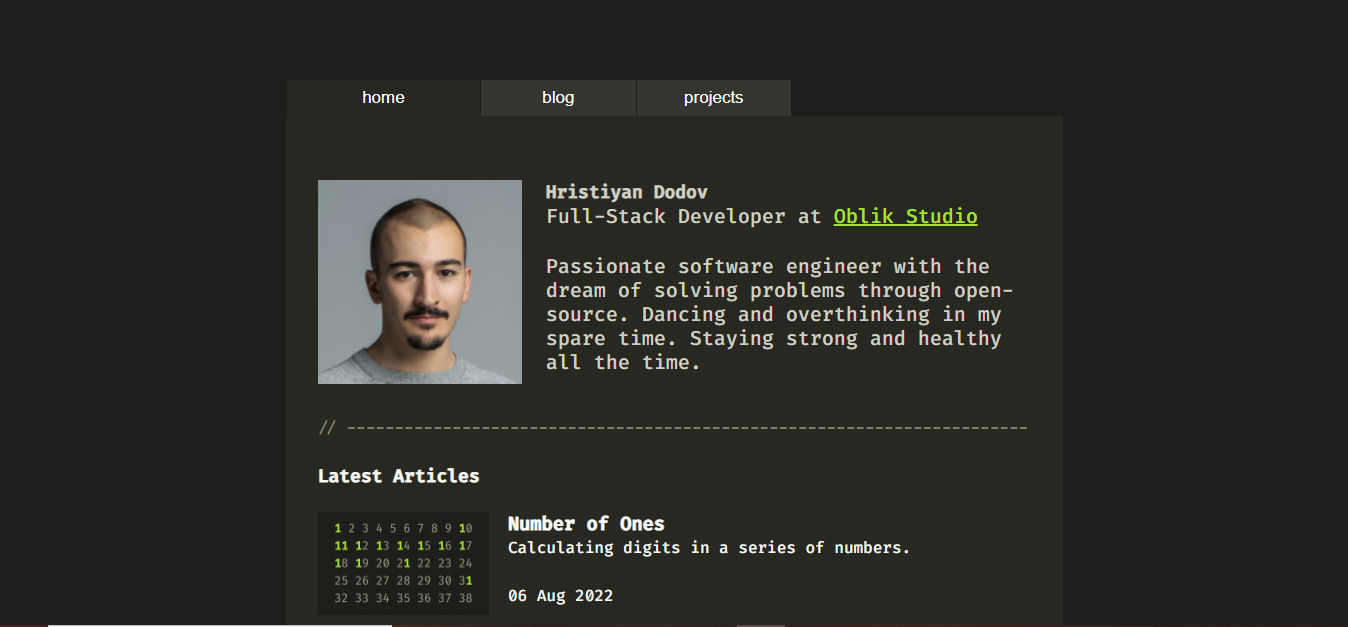 home
blog
projects
Hristiyan Dodov
Full-Stack Developer at Oblik Studio
Passionate software engineer with the
dream of solving problems through open-
source. Dancing and overthinking in my
spare time. Staying strong and healthy
all the time.
// -----------------------------------------------------------------------
Latest Articles
1 2 3 4 5 6 7 8 9 10
11 12 13 14 15 16 17
18 19 20 21 22 23 24
25 26 27 28 29 30 31
32 33 34 35 36 37 38
Number of Ones
Calculating digits in a series of numbers.
06 Aug 2022